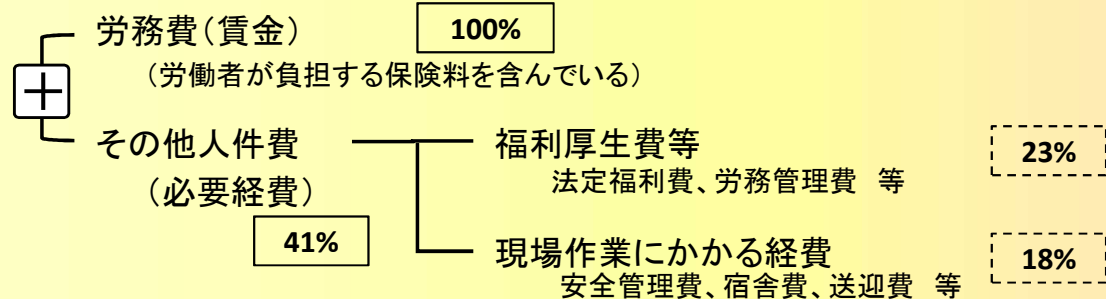 労務費(賃金) 100%
(労働者が負担する保険料を含んでいる)
+
その他人件費 福利厚生費等 23%
(必要経費) 法定福利費、労務管理費 等
41% 現場作業にかかる経費 18%
安全管理費、宿舎費、送迎費 等